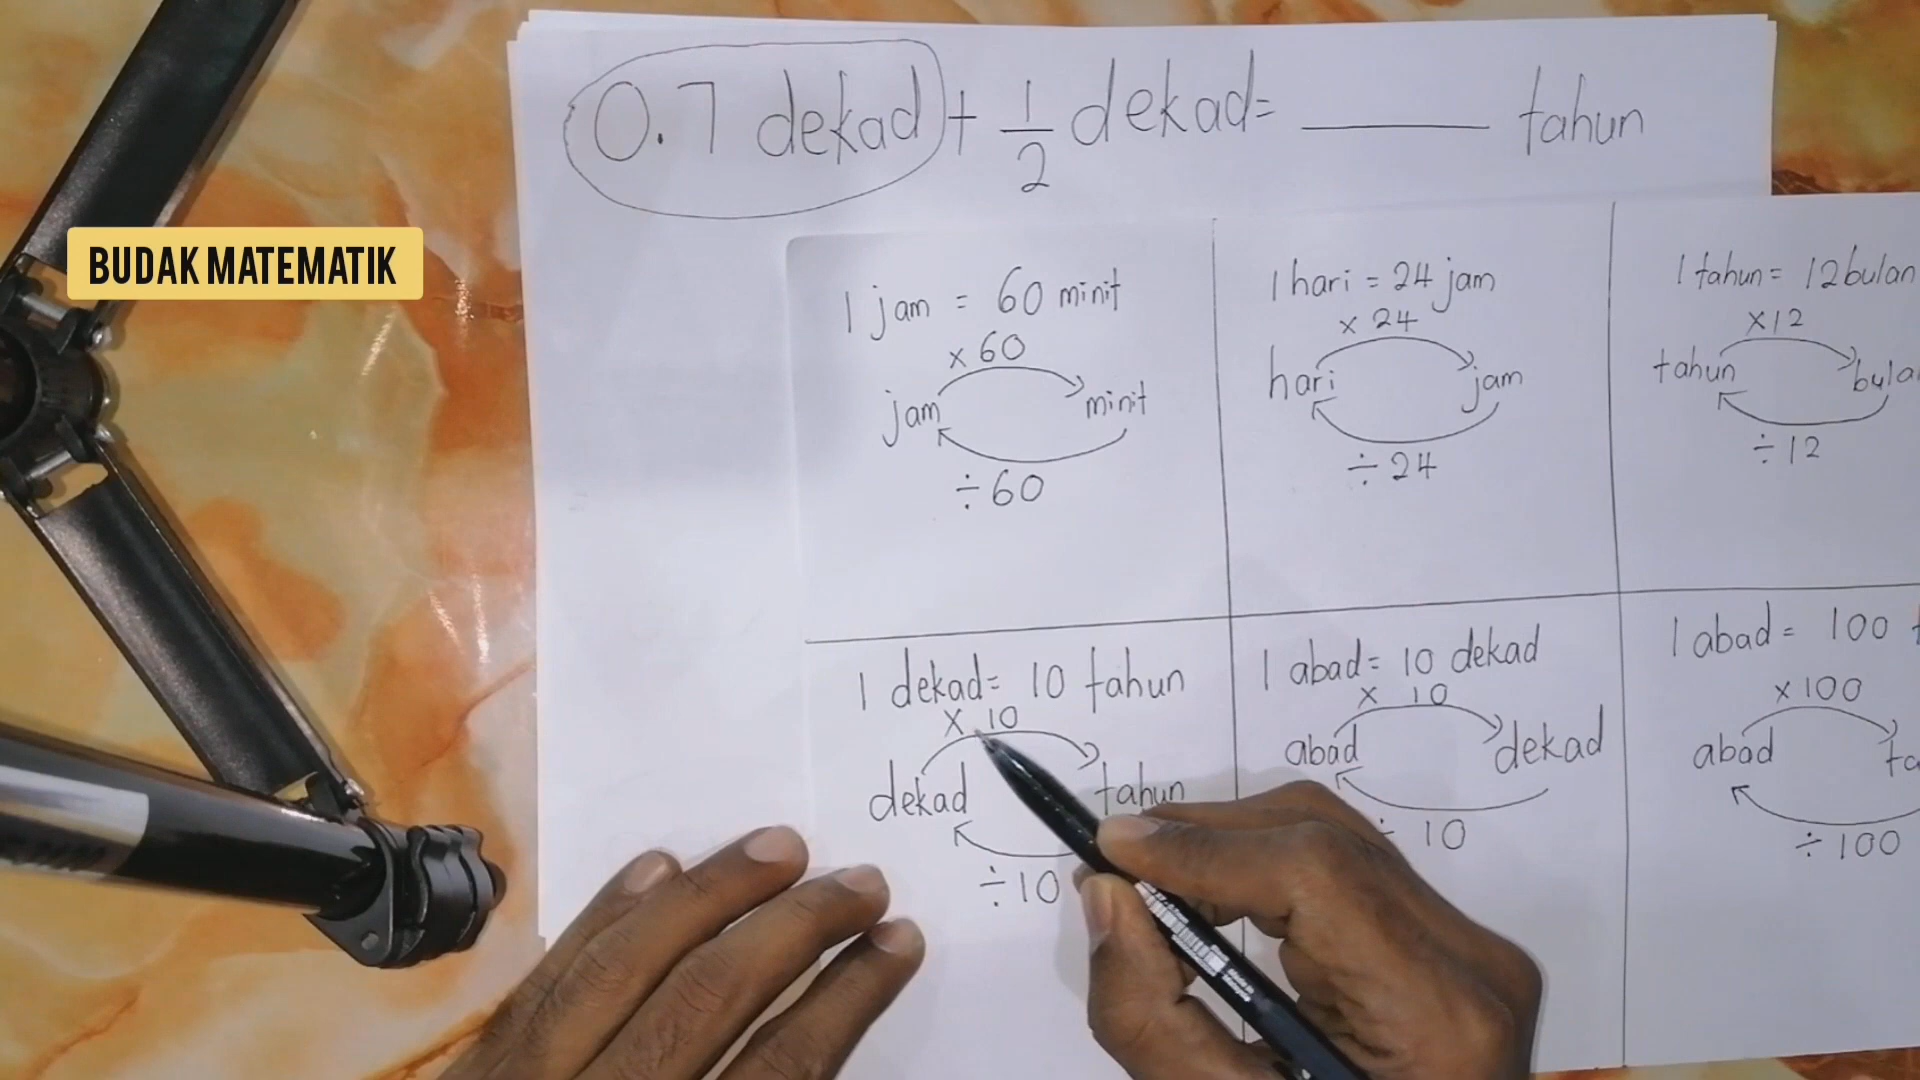 0.7 dekad + 1/2 dekad = ______ tahun
BUDAK MATEMATIK
1 jam = 60 minit
x 60
jam minit
÷ 60
1 hari = 24 jam
x 24
hari jam
÷ 24
1 tahun = 12 bulan
x 12
tahun
÷ 12
1 dekad = 10 tahun
x 10
dekad tahun
÷ 10
1 abad = 10 dekad
x 10
abad dekad
÷ 10
1 abad = 100
x 100
abad
÷ 100